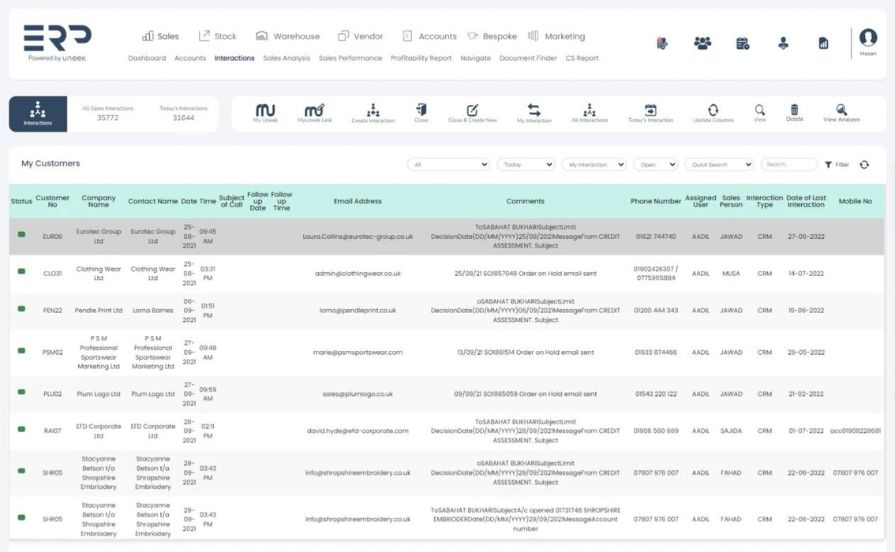 ERP
Powered by uneek
Sales Stock Warehouse Vendor Accounts Bespoke Marketing
Dashboard Accounts Interactions Sales Analysis Sales Performance Profitability Report Navigate Document Finder CS Report
Hasan
Interactions
All Open Interactions
35772
Today's Interactions
31644
My Uneek
MyUneek Link
Create Interaction
Close
Close & Create New
My Interaction
All Interactions
Today's Interaction
Update Columns
View
Delete
View Analysis
My Customers
All Today My Interaction Open Quick Search Search.. Filter
Status Customer No Company Name Contact Name Date Time Subject of Call Follow up Date Follow up Time Email Address Comments Phone Number Assigned User Sales Person Interaction Type Date of Last Interaction Mobile No
EUR06 Eurotec Group Ltd Eurotec Group Ltd 25-08-2021 09:45 AM Laura.Collins@eurotec-group.co.uk ToSABAHAT BUKHARISubjectLimit DecisionDate(DD/MM/YYYY)25/08/2021MessageFrom CREDIT ASSESSMENT. Subject 01621 744740 AADIL JAWAD CRM 27-06-2022
CLO31 Clothing Wear Ltd Clothing Wear Ltd 25-08-2021 03:31 PM admin@clothingwear.co.uk 25/08/21 SO1857048 Order on Hold email sent 01902426307 / AADIL MUSA CRM 14-07-2022
PEN22 Pendle Print Ltd Lorna Barnes 08-09-2021 01:51 PM lorna@pendleprint.co.uk oSABAHAT BUKHARISubjectLimit DecisionDate(DD/MM/YYYY)06/09/2021MessageFrom CREDIT ASSESSMENT. Subject 01200 444 343 AADIL JAWAD CRM 15-06-2022
PSM02 P S M Professional Sportswear Marketing Ltd P S M Professional Sportswear Marketing Ltd 27-09-2021 09:48 AM marie@psmsportswear.com 13/09/21 SO1861514 Order on Hold email sent 01633 874466 AADIL JAWAD CRM 26-05-2022
PLU02 Plum Logo Ltd Plum Logo Ltd 27-09-2021 09:59 AM sales@plumlogo.co.uk 09/09/21 SO1865059 Order on Hold email sent 01543 220 122 AADIL JAWAD CRM 21-02-2022
RAI07 EFD Corporate Ltd EFD Corporate Ltd 28-09-2021 02:11 PM david.hyde@efd-corporate.com ToSABAHAT BUKHARISubjectLimit DecisionDate(DD/MM/YYYY)28/09/2021MessageFrom CREDIT ASSESSMENT. Subject 01908 560 669 AADIL SAJIDA CRM 01-07-2022
SHR05 Stacyanne Betson t/a Shropshire Embriodery Stacyanne Betson t/a Shropshire Embriodery 29-09-2021 03:43 PM info@shropshireembroidery.co.uk oSABAHAT BUKHARISubjectLimit DecisionDate(DD/MM/YYYY)29/09/2021MessageFrom CREDIT ASSESSMENT. Subject 07807 976 007 AADIL FAHAD CRM 22-06-2022 07807 976 007
SHR05 Stacyanne Betson t/a Shropshire Embriodery Stacyanne Betson t/a Shropshire Embriodery 29-09-2021 03:43 PM info@shropshireembroidery.co.uk ToSABAHAT BUKHARISubjectA/c opened 01731748 SHROPSHIRE EMBRIODERDate(DD/MM/YYYY)29/09/2021MessageAccount number 07807 976 007 AADIL FAHAD CRM 22-06-2022 07807 976 007